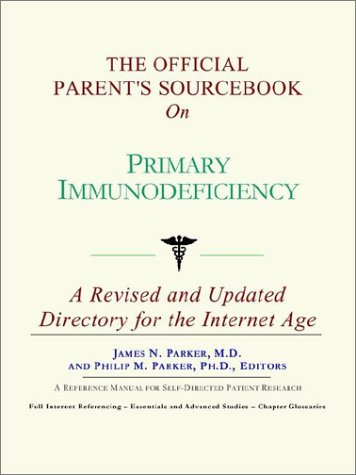 THE OFFICIAL
PARENT'S SOURCEBOOK
On
PRIMARY
IMMUNODEFICIENCY
A Revised and Updated
Directory for the Internet Age
JAMES N. PARKER, M.D.
AND PHILIP M. PARKER, PH.D., EDITORS
A REFERENCE MANUAL FOR SELF-DIRECTED PATIENT RESEARCH
Full Internet Referencing – Essentials and Advanced Studies – Chapter Glossaries